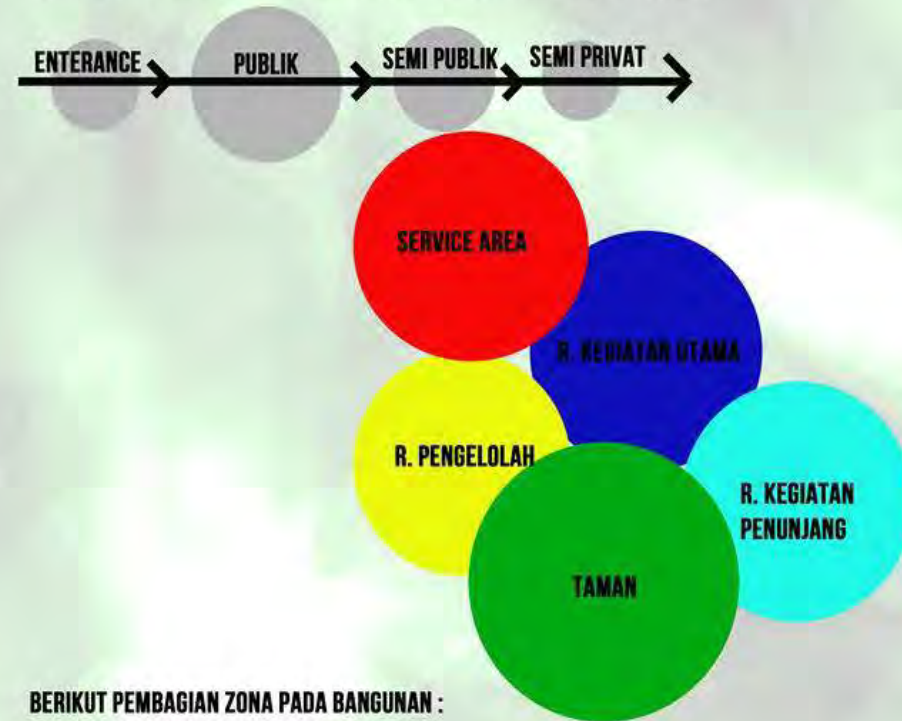 ENTERANCE
PUBLIK
SEMI PUBLIK
SEMI PRIVAT
SERVICE AREA
R. KEGIATAN UTAMA
R. PENGELOLAH
R. KEGIATAN
PENUNJANG
TAMAN
BERIKUT PEMBAGIAN ZONA PADA BANGUNAN :